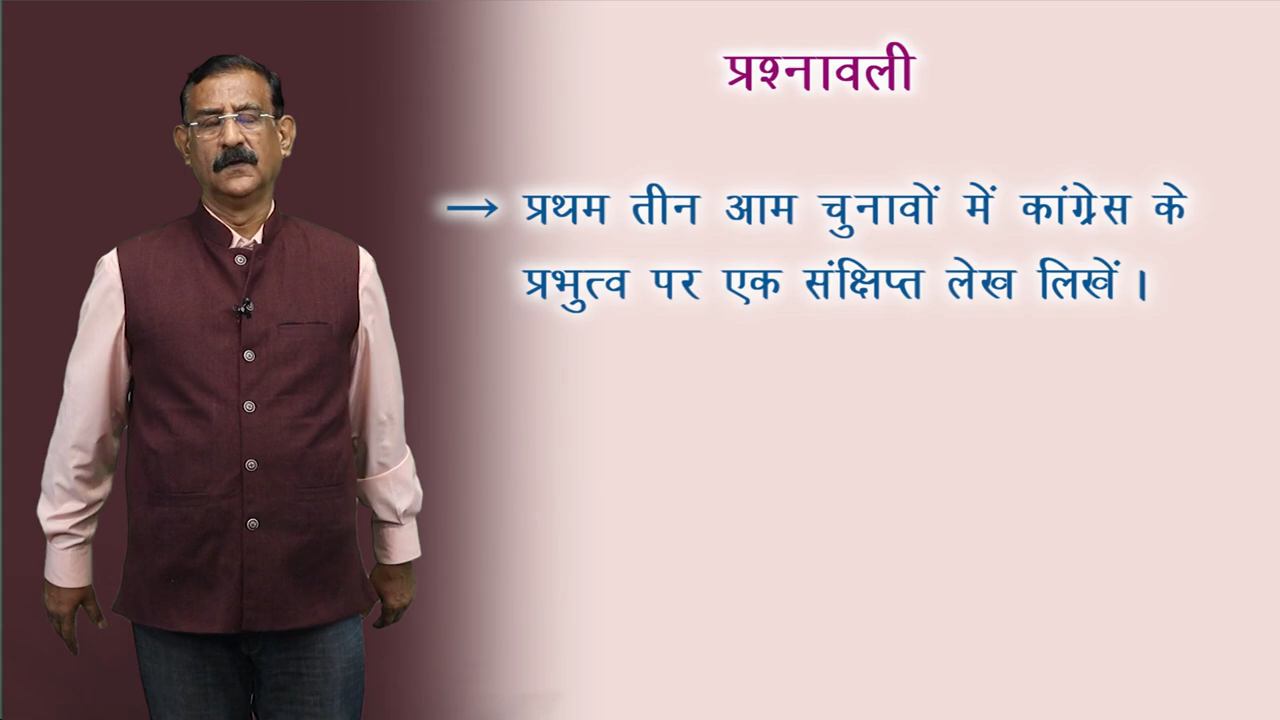 प्रश्नावली
→ प्रथम तीन आम चुनावों में कांग्रेस के
प्रभुत्व पर एक संक्षिप्त लेख लिखें।